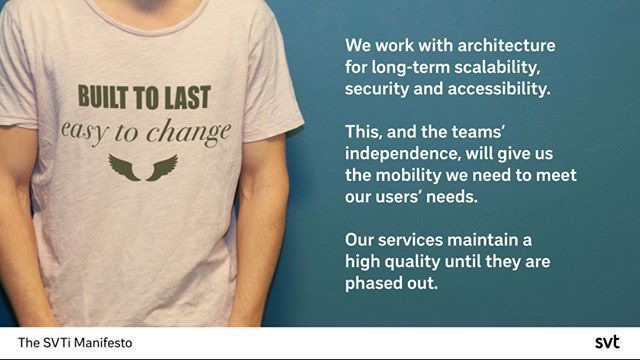 BUILT TO LAST
easy to change
We work with architecture
for long-term scalability,
security and accessibility.
This, and the teams’
independence, will give us
the mobility we need to meet
our users’ needs.
Our services maintain a
high quality until they are
phased out.
The SVTi Manifesto
svt